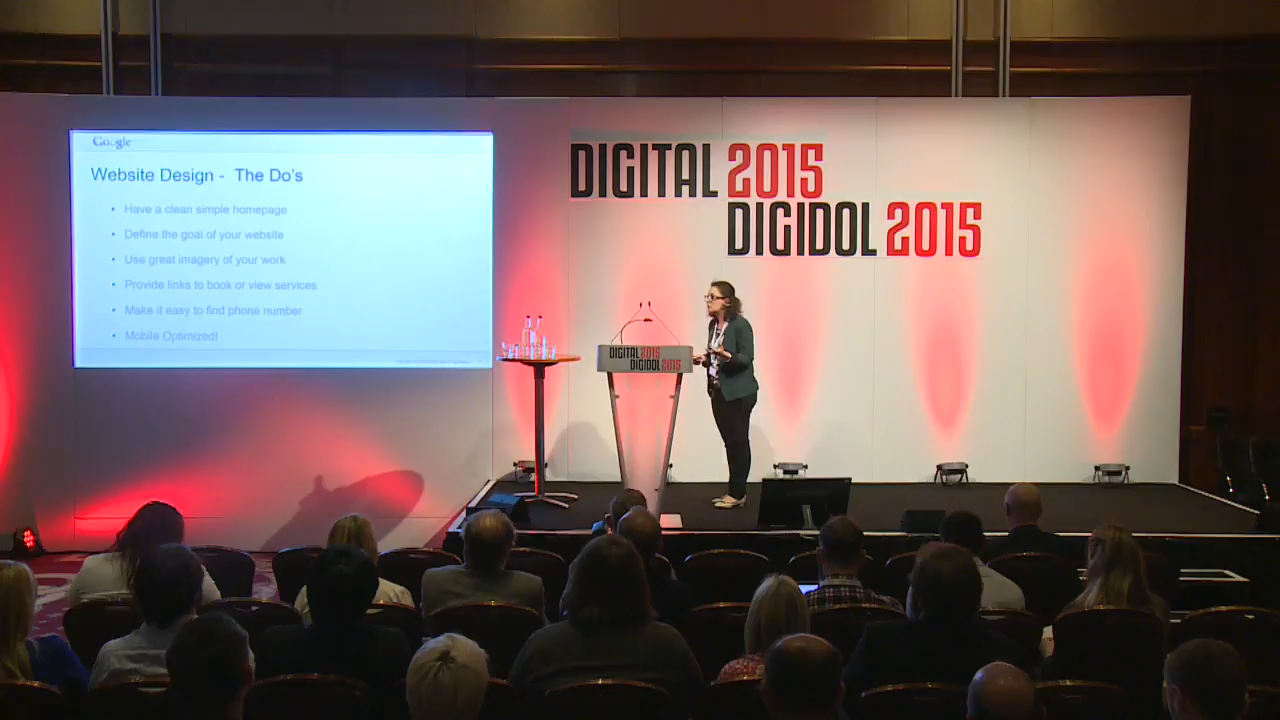 Google
Website Design - The Do's
• Have a clean simple homepage
• Define the goal of your website
• Use great imagery of your work
• Provide links to book or view services
• Make it easy to find phone number
• Mobile Optimized!
DIGITAL 2015
DIGIDOL 2015
DIGITAL 2015
DIGIDOL 2015